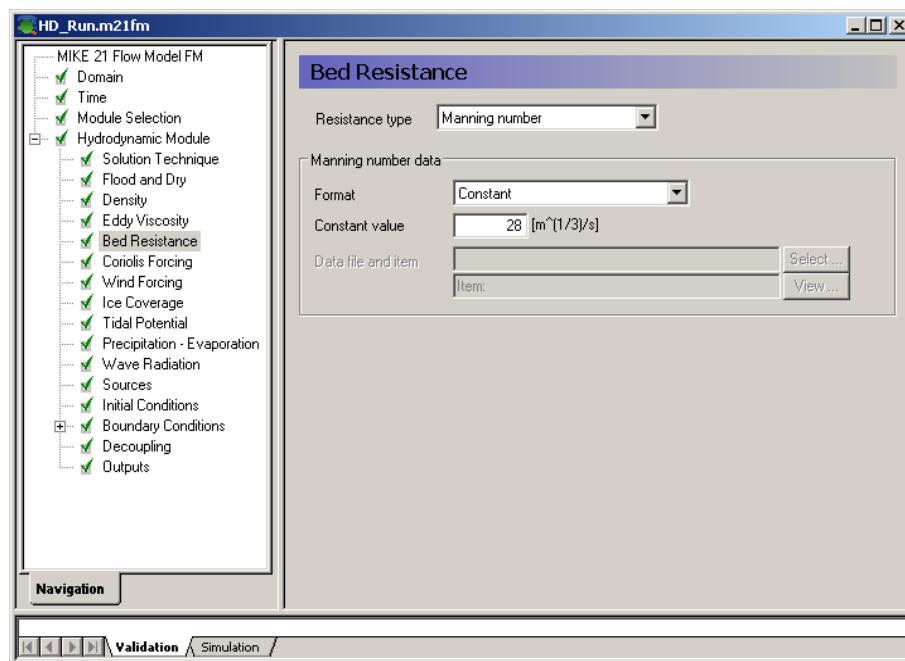 HD_Run.m21fm
MIKE 21 Flow Model FM
Domain
Time
Module Selection
Hydrodynamic Module
Solution Technique
Flood and Dry
Density
Eddy Viscosity
Bed Resistance
Coriolis Forcing
Wind Forcing
Ice Coverage
Tidal Potential
Precipitation - Evaporation
Wave Radiation
Sources
Initial Conditions
Boundary Conditions
Decoupling
Outputs
Navigation
Bed Resistance
Resistance type Manning number
Manning number data
Format Constant
Constant value 28 [m^(1/3)/s]
Data file and item Select ...
Item: View ...
Validation Simulation